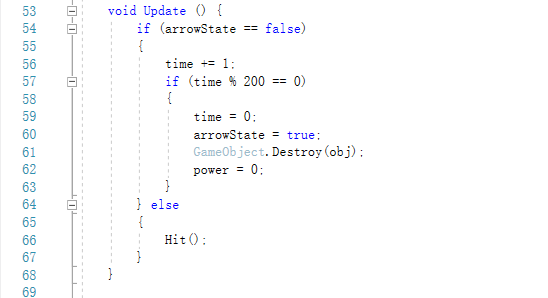 53 void Update () {
54 if (arrowState == false)
55 {
56 time += 1;
57 if (time % 200 == 0)
58 {
59 time = 0;
60 arrowState = true;
61 GameObject.Destroy(obj);
62 power = 0;
63 }
64 } else
65 {
66 Hit();
67 }
68 }
69